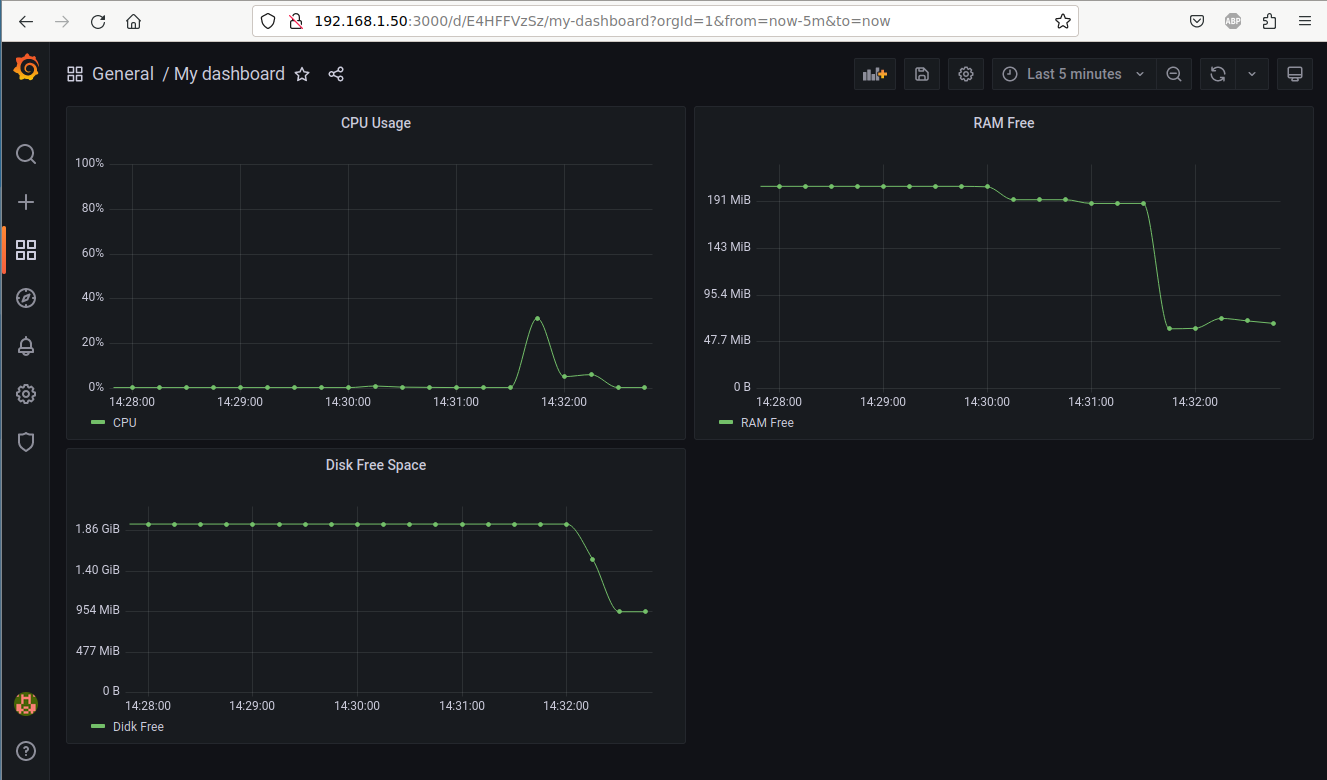 192.168.1.50:3000/d/E4HFFVzSz/my-dashboard?orgId=1&from=now-5m&to=now
ABP
General / My dashboard
Last 5 minutes
CPU Usage
100%
80%
60%
40%
20%
0%
14:28:00 14:29:00 14:30:00 14:31:00 14:32:00
CPU
RAM Free
191 MiB
143 MiB
95.4 MiB
47.7 MiB
0 B
14:28:00 14:29:00 14:30:00 14:31:00 14:32:00
RAM Free
Disk Free Space
1.86 GiB
1.40 GiB
954 MiB
477 MiB
0 B
14:28:00 14:29:00 14:30:00 14:31:00 14:32:00
Didk Free